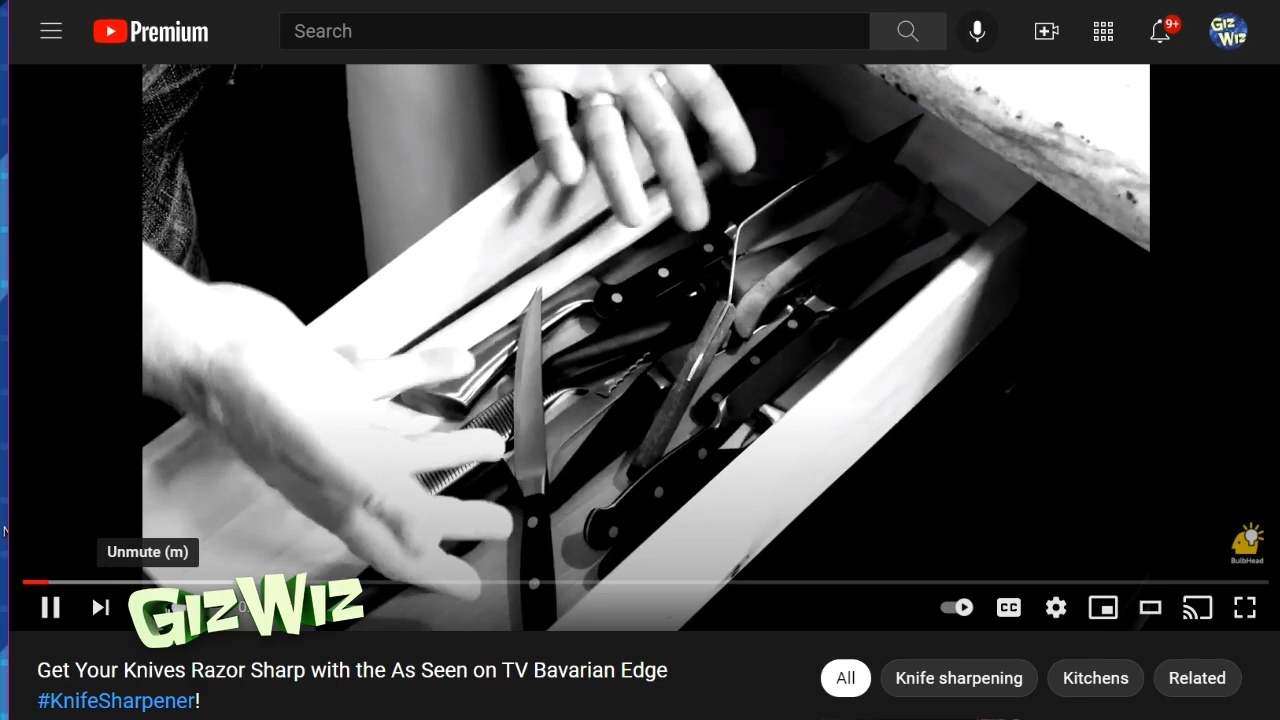 Premium
Search
9+
Giz
Wiz
BulbHead
Unmute (m)
GizWiz
CC
Get Your Knives Razor Sharp with the As Seen on TV Bavarian Edge
#KnifeSharpener!
All
Knife sharpening
Kitchens
Related